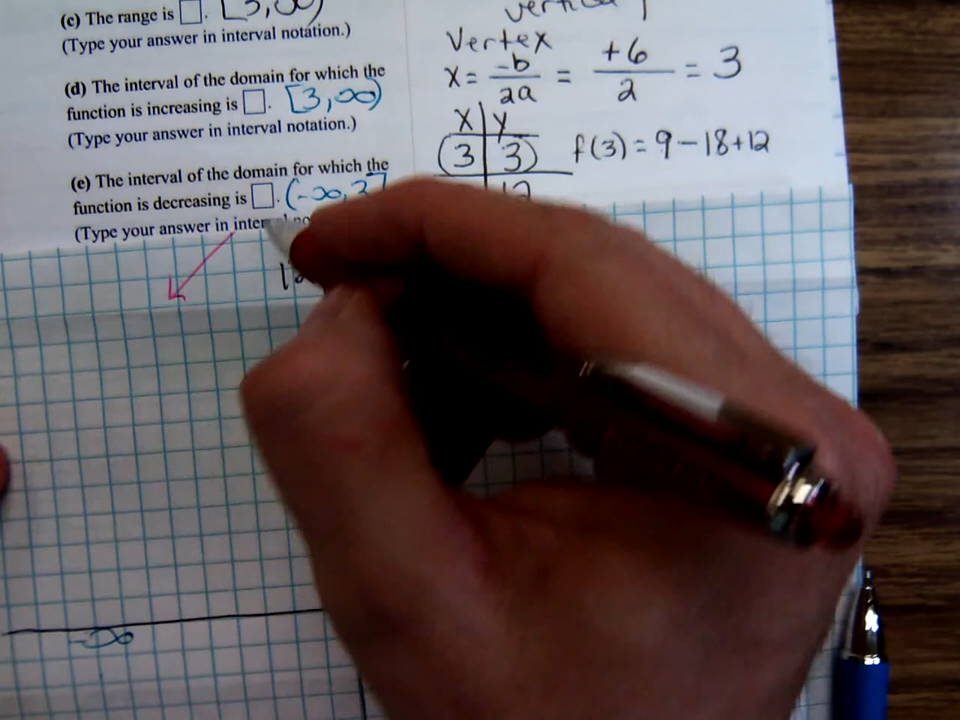 (c) The range is □. [3,∞)
(Type your answer in interval notation.)
(d) The interval of the domain for which the
function is increasing is □. [3,∞)
(Type your answer in interval notation.)
(e) The interval of the domain for which the
function is decreasing is □. (-∞,3]
(Type your answer in
vertical
Vertex
x = -b/2a = +6/2 = 3
x | y
(3 | 3) f(3) = 9 - 18 + 12
12
-∞